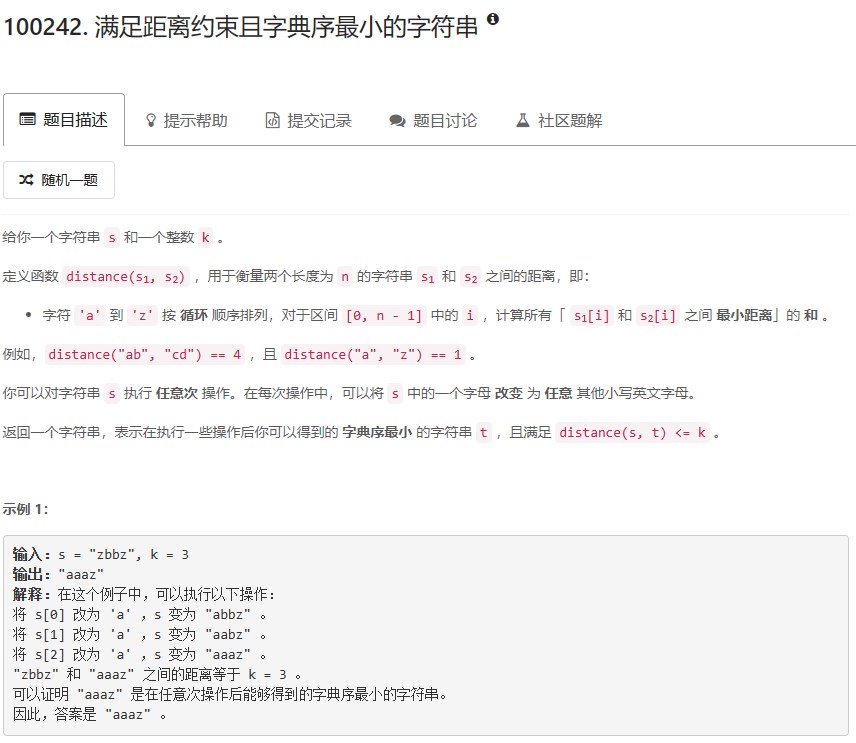 100242. 满足距离约束且字典序最小的字符串
题目描述 提示帮助 提交记录 题目讨论 社区题解
随机一题
给你一个字符串 s 和一个整数 k 。
定义函数 distance(s₁, s₂) ，用于衡量两个长度为 n 的字符串 s₁ 和 s₂ 之间的距离，即：
• 字符 'a' 到 'z' 按 循环 顺序排列，对于区间 [0, n - 1] 中的 i ，计算所有「 s₁[i] 和 s₂[i] 之间 最小距离」的 和 。
例如，distance("ab", "cd") == 4 ，且 distance("a", "z") == 1 。
你可以对字符串 s 执行 任意次 操作。在每次操作中，可以将 s 中的一个字母 改变 为 任意 其他小写英文字母。
返回一个字符串，表示在执行一些操作后你可以得到的 字典序最小 的字符串 t ，且满足 distance(s, t) <= k 。
示例 1：
输入：s = "zbbz", k = 3
输出："aaaz"
解释：在这个例子中，可以执行以下操作：
将 s[0] 改为 'a' ，s 变为 "abbz" 。
将 s[1] 改为 'a' ，s 变为 "aabz" 。
将 s[2] 改为 'a' ，s 变为 "aaaz" 。
"zbbz" 和 "aaaz" 之间的距离等于 k = 3 。
可以证明 "aaaz" 是在任意次操作后能够得到的字典序最小的字符串。
因此，答案是 "aaaz" 。